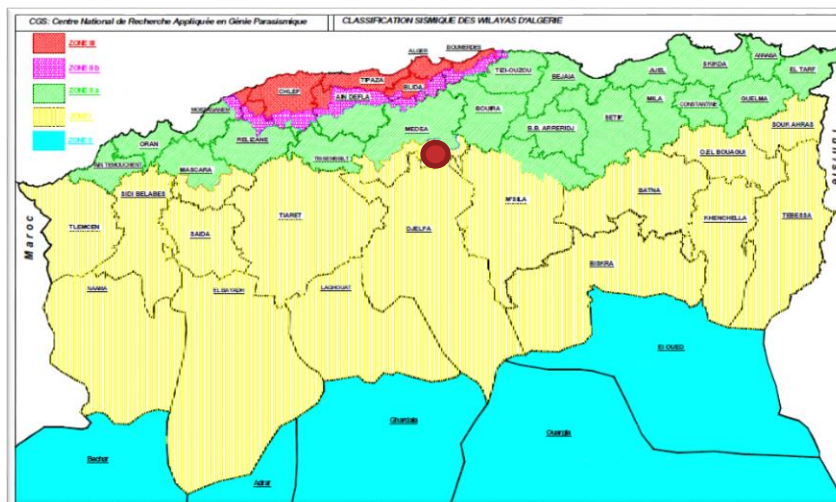 CGS: Centre National de Recherche Appliquée en Génie Parasismique
CLASSIFICATION SISMIQUE DES WILAYAS D'ALGERIE
ZONE III
ZONE II b
ZONE II a
ZONE I
ZONE 0
ALGER
BOUMERDES
TIPAZA
BLIDA
CHLEF
AIN DEFLA
TIZI-OUZOU
BEJAIA
JIJEL
SKIKDA
ANNABA
EL TARF
MOSTAGANEM
MEDEA
BOUIRA
B.B. ARRERIDJ
SETIF
MILA
CONSTANTINE
GUELMA
SOUK AHRAS
ORAN
RELIZANE
AIN TEMOUCHENT
MASCARA
TISSEMSILT
O.EL BOUAGUI
SIDI BELABES
TLEMCEN
SAIDA
TIARET
DJELFA
M'SILA
BATNA
KHENCHELLA
TEBESSA
BISKRA
NAAMA
EL BAYADH
LAGHOUAT
El OUED
Ghardaia
Ouargla
Bechar
Adrar
Maroc